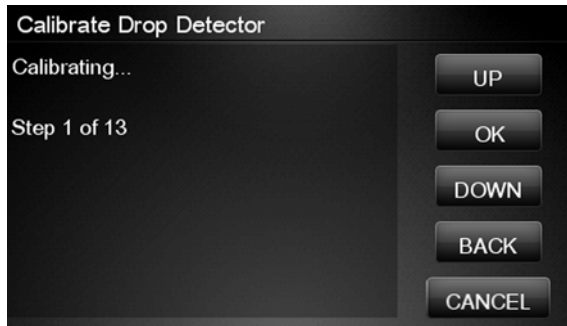 Calibrate Drop Detector
Calibrating...
Step 1 of 13
UP
OK
DOWN
BACK
CANCEL